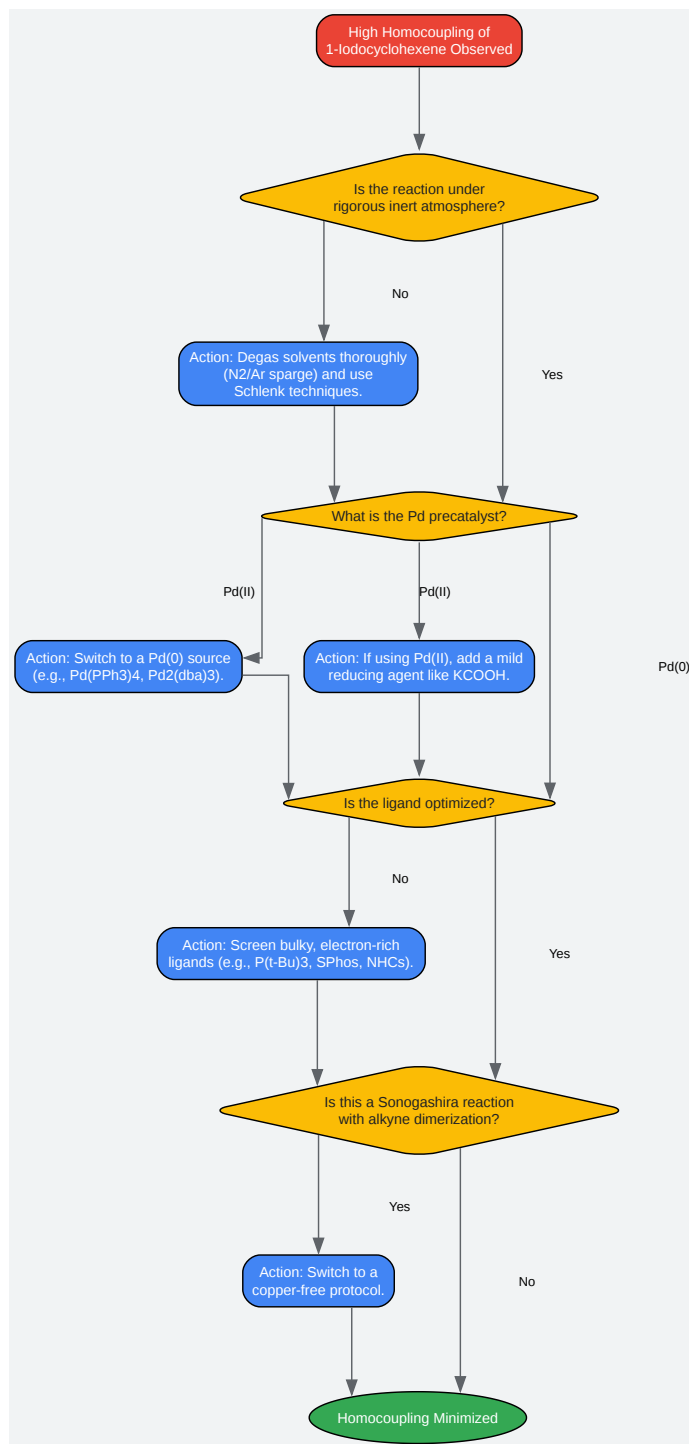 High Homocoupling of
1-Iodocyclohexene Observed
Is the reaction under
rigorous inert atmosphere?
No
Action: Degas solvents thoroughly
(N2/Ar sparge) and use
Schlenk techniques.
Yes
What is the Pd precatalyst?
Pd(II)
Pd(II)
Action: Switch to a Pd(0) source
(e.g., Pd(PPh3)4, Pd2(dba)3).
Action: If using Pd(II), add a mild
reducing agent like KCOOH.
Pd(0)
Is the ligand optimized?
No
Action: Screen bulky, electron-rich
ligands (e.g., P(t-Bu)3, SPhos, NHCs).
Yes
Is this a Sonogashira reaction
with alkyne dimerization?
Yes
Action: Switch to a
copper-free protocol.
No
Homocoupling Minimized